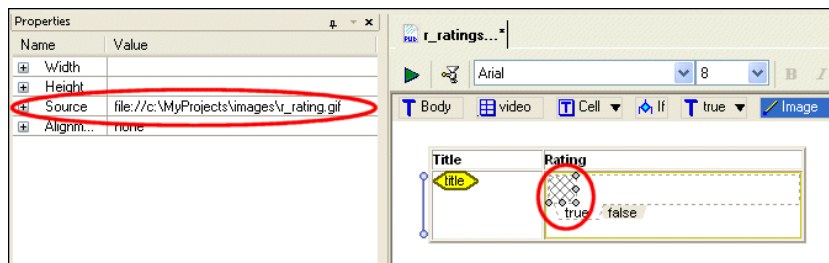 Properties
Name Value
Width
Height
Source file://c:\MyProjects\images\r_rating.gif
Alignm... none
PUB r_ratings...*
Arial 8 B I
T Body video T Cell If T true Image
Title Rating
title
true false